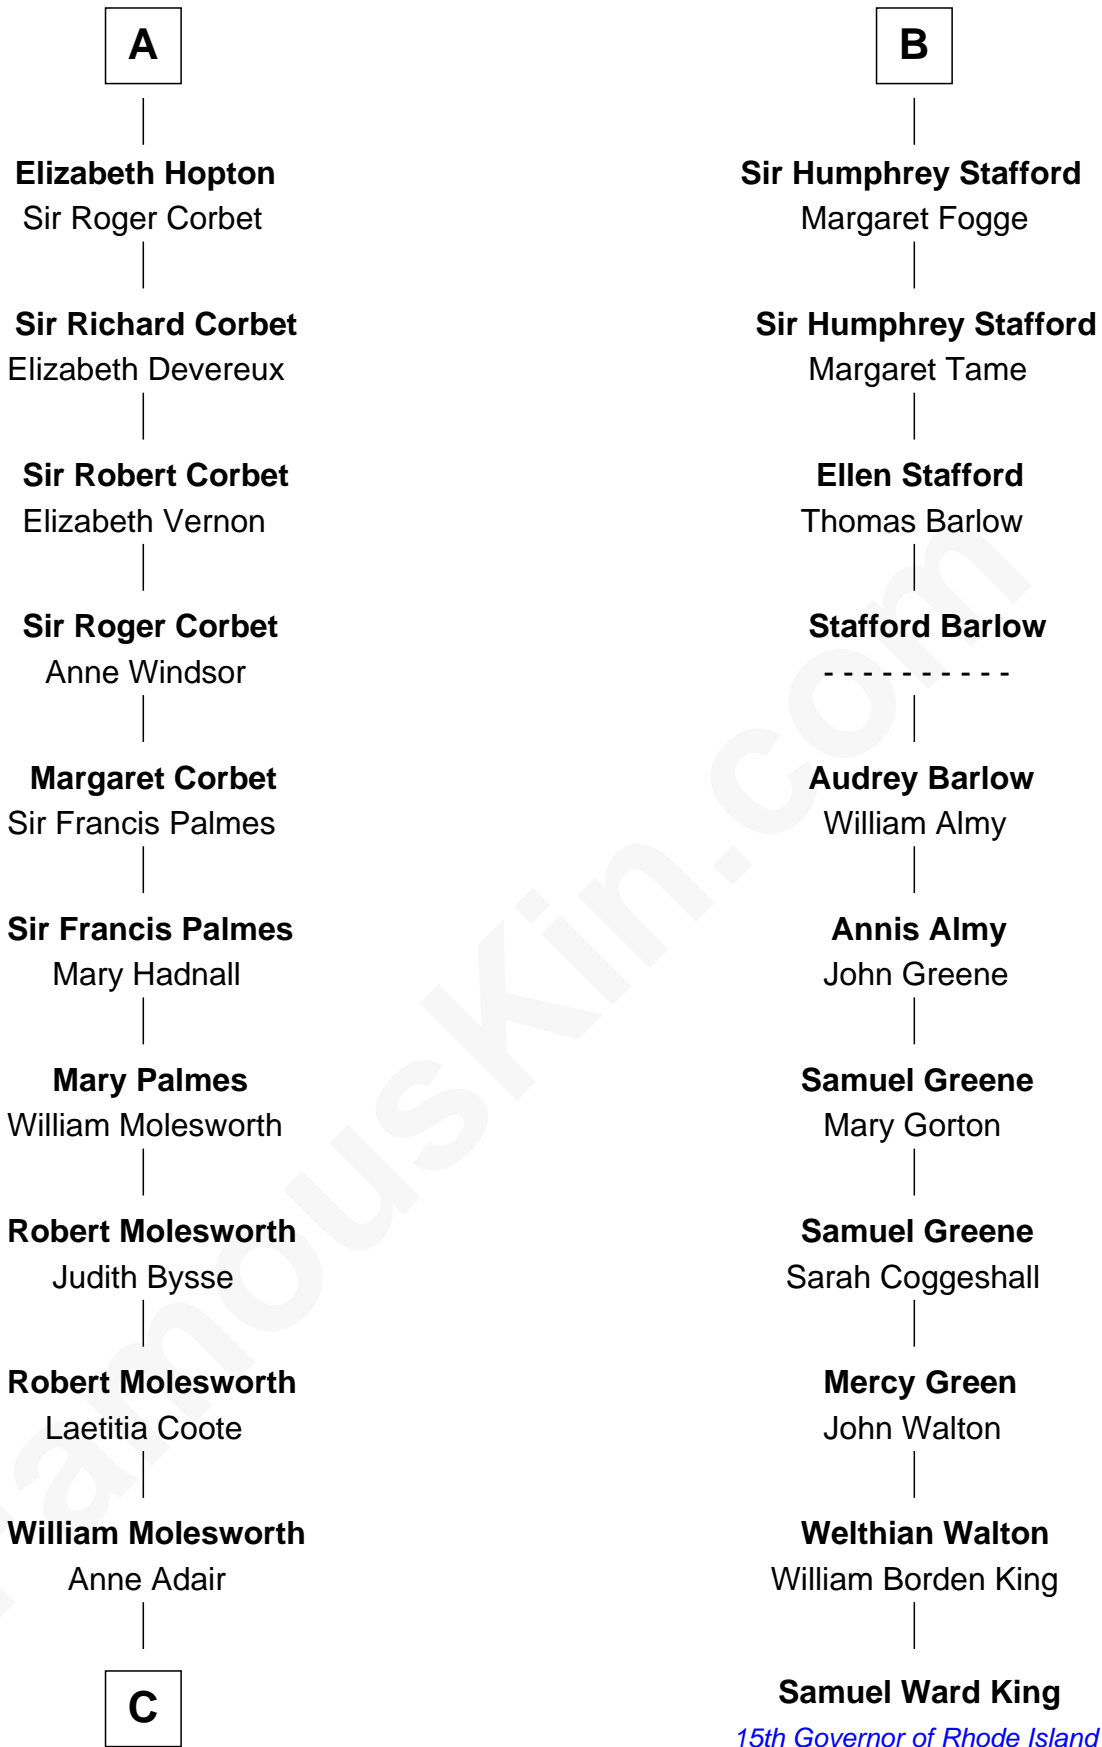 A
Elizabeth Hopton
Sir Roger Corbet
Sir Richard Corbet
Elizabeth Devereux
Sir Robert Corbet
Elizabeth Vernon
Sir Roger Corbet
Anne Windsor
Margaret Corbet
Sir Francis Palmes
Sir Francis Palmes
Mary Hadnall
Mary Palmes
William Molesworth
Robert Molesworth
Judith Bysse
Robert Molesworth
Laetitia Coote
William Molesworth
Anne Adair
C
B
Sir Humphrey Stafford
Margaret Fogge
Sir Humphrey Stafford
Margaret Tame
Ellen Stafford
Thomas Barlow
Stafford Barlow
- - - - - - - - - -
Audrey Barlow
William Almy
Annis Almy
John Greene
Samuel Greene
Mary Gorton
Samuel Greene
Sarah Coggeshall
Mercy Green
John Walton
Welthian Walton
William Borden King
Samuel Ward King
15th Governor of Rhode Island
FamousKin.com